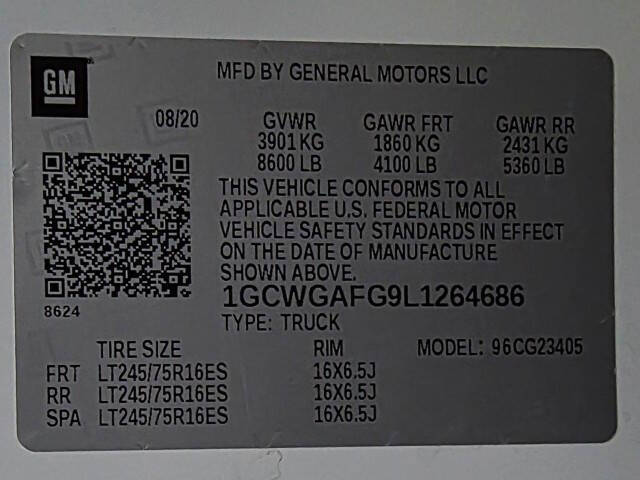 GM
MFD BY GENERAL MOTORS LLC
08/20 GVWR GAWR FRT GAWR RR
3901 KG 1860 KG 2431 KG
8600 LB 4100 LB 5360 LB
THIS VEHICLE CONFORMS TO ALL
APPLICABLE U.S. FEDERAL MOTOR
VEHICLE SAFETY STANDARDS IN EFFECT
ON THE DATE OF MANUFACTURE
SHOWN ABOVE.
1GCWGAFG9L1264686
8624
TYPE: TRUCK
TIRE SIZE RIM MODEL: 96CG23405
FRT LT245/75R16ES 16X6.5J
RR LT245/75R16ES 16X6.5J
SPA LT245/75R16ES 16X6.5J